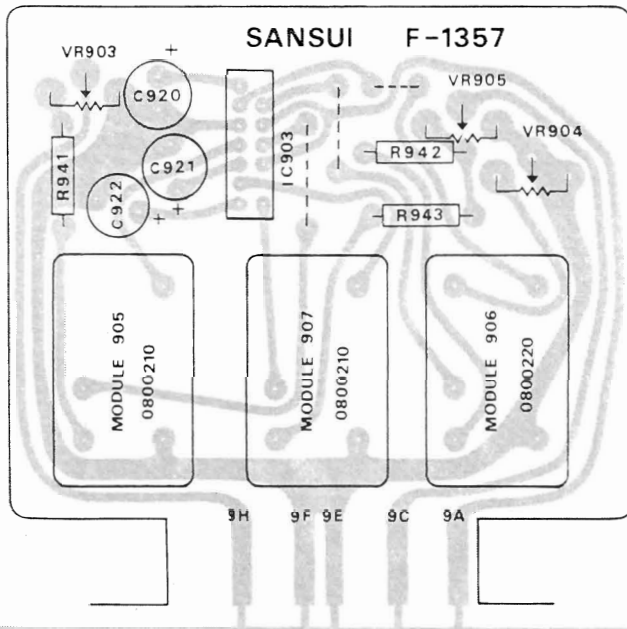 SANSUI F-1357
VR903
C920
VR905
VR904
R941
C921
IC903
R942
C922
R943
MODULE 905
0800210
MODULE 907
0800210
MODULE 906
0800220
9H 9F 9E 9C 9A